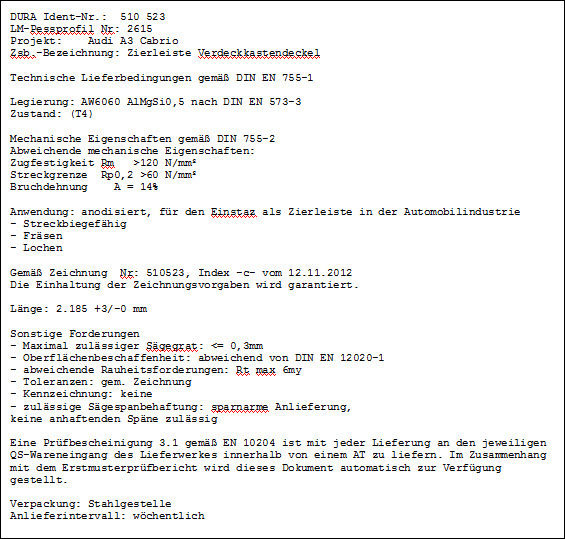 DURA Ident-Nr.: 510 523
LM-Pessprofil Nr: 2615
Projekt: Audi A3 Cabrio
Zsb.-Bezeichnung: Zierleiste Verdeckkastendeckel
Technische Lieferbedingungen gemäß DIN EN 755-1
Legierung: AW6060 AlMgSi0,5 nach DIN EN 573-3
Zustand: (T4)
Mechanische Eigenschaften gemäß DIN 755-2
Abweichende mechanische Eigenschaften:
Zugfestigkeit Rm >120 N/mm²
Streckgrenze Rp0,2 >60 N/mm²
Bruchdehnung A = 14%
Anwendung: anodisiert, für den Einstaz als Zierleiste in der Automobilindustrie
- Streckbiegefähig
- Fräsen
- Lochen
Gemäß Zeichnung Nr: 510523, Index -c- vom 12.11.2012
Die Einhaltung der Zeichnungsvorgaben wird garantiert.
Länge: 2.185 +3/-0 mm
Sonstige Forderungen
- Maximal zulässiger Sägegrat: <= 0,3mm
- Oberflächenbeschaffenheit: abweichend von DIN EN 12020-1
- abweichende Rauheitsforderungen: Rt max 6my
- Toleranzen: gem. Zeichnung
- Kennzeichnung: keine
- zulässige Sägespanbehaftung: sparnarme Anlieferung,
keine anhaftenden Späne zulässig
Eine Prüfbescheinigung 3.1 gemäß EN 10204 ist mit jeder Lieferung an den jeweiligen
QS-Wareneingang des Lieferwerkes innerhalb von einem AT zu liefern. Im Zusammenhang
mit dem Erstmusterprüfbericht wird dieses Dokument automatisch zur Verfügung
gestellt.
Verpackung: Stahlgestelle
Anlieferintervall: wöchentlich